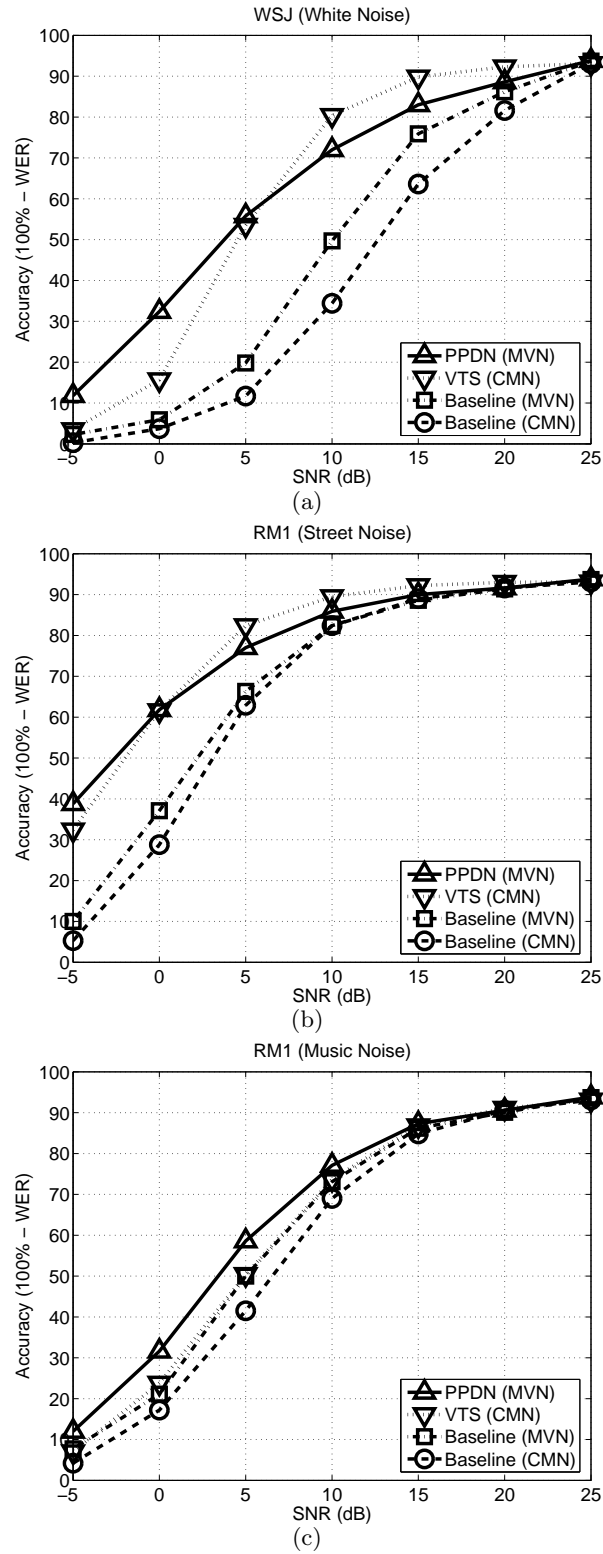 WSJ (White Noise)
100
90
80
70
60
50
40
30
20
10
0
Accuracy (100% – WER)
PPDN (MVN)
VTS (CMN)
Baseline (MVN)
Baseline (CMN)
–5 0 5 10 15 20 25
SNR (dB)
(a)
RM1 (Street Noise)
100
90
80
70
60
50
40
30
20
10
0
Accuracy (100% – WER)
PPDN (MVN)
VTS (CMN)
Baseline (MVN)
Baseline (CMN)
–5 0 5 10 15 20 25
SNR (dB)
(b)
RM1 (Music Noise)
100
90
80
70
60
50
40
30
20
10
0
Accuracy (100% – WER)
PPDN (MVN)
VTS (CMN)
Baseline (MVN)
Baseline (CMN)
–5 0 5 10 15 20 25
SNR (dB)
(c)